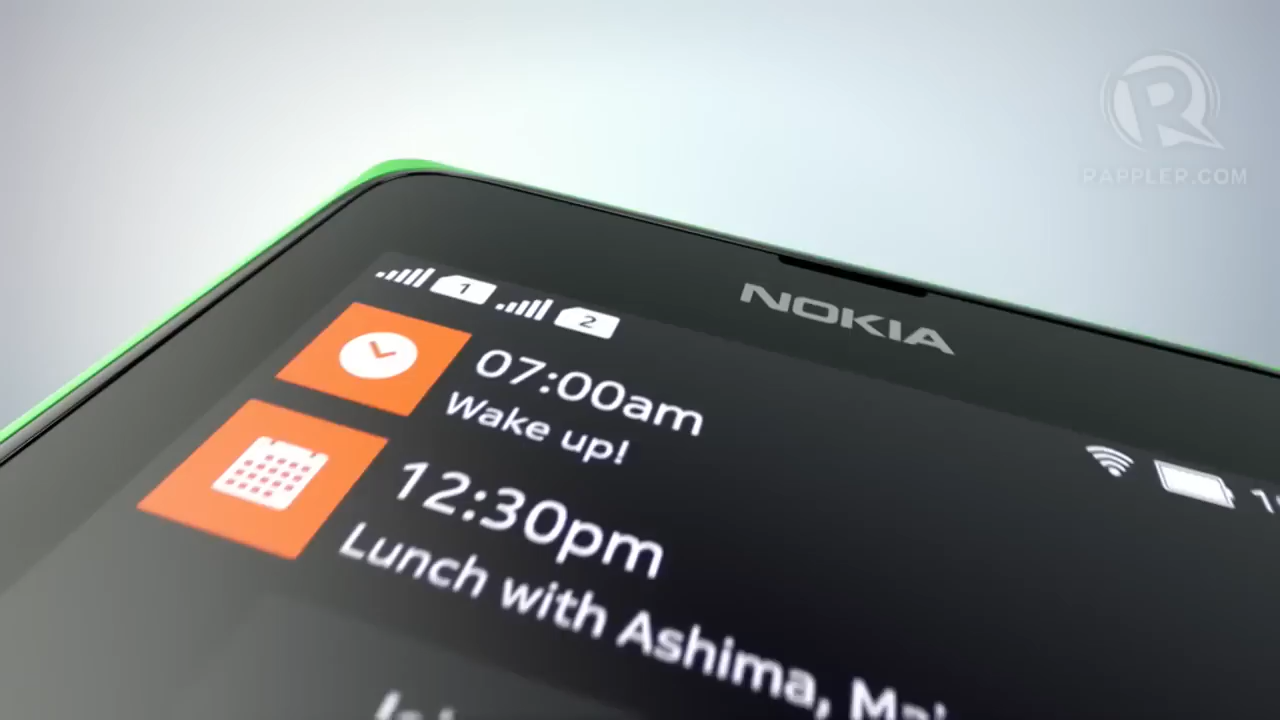 RAPPLER.COM
NOKIA
1
2
07:00am
Wake up!
12:30pm
Lunch with Ashima,